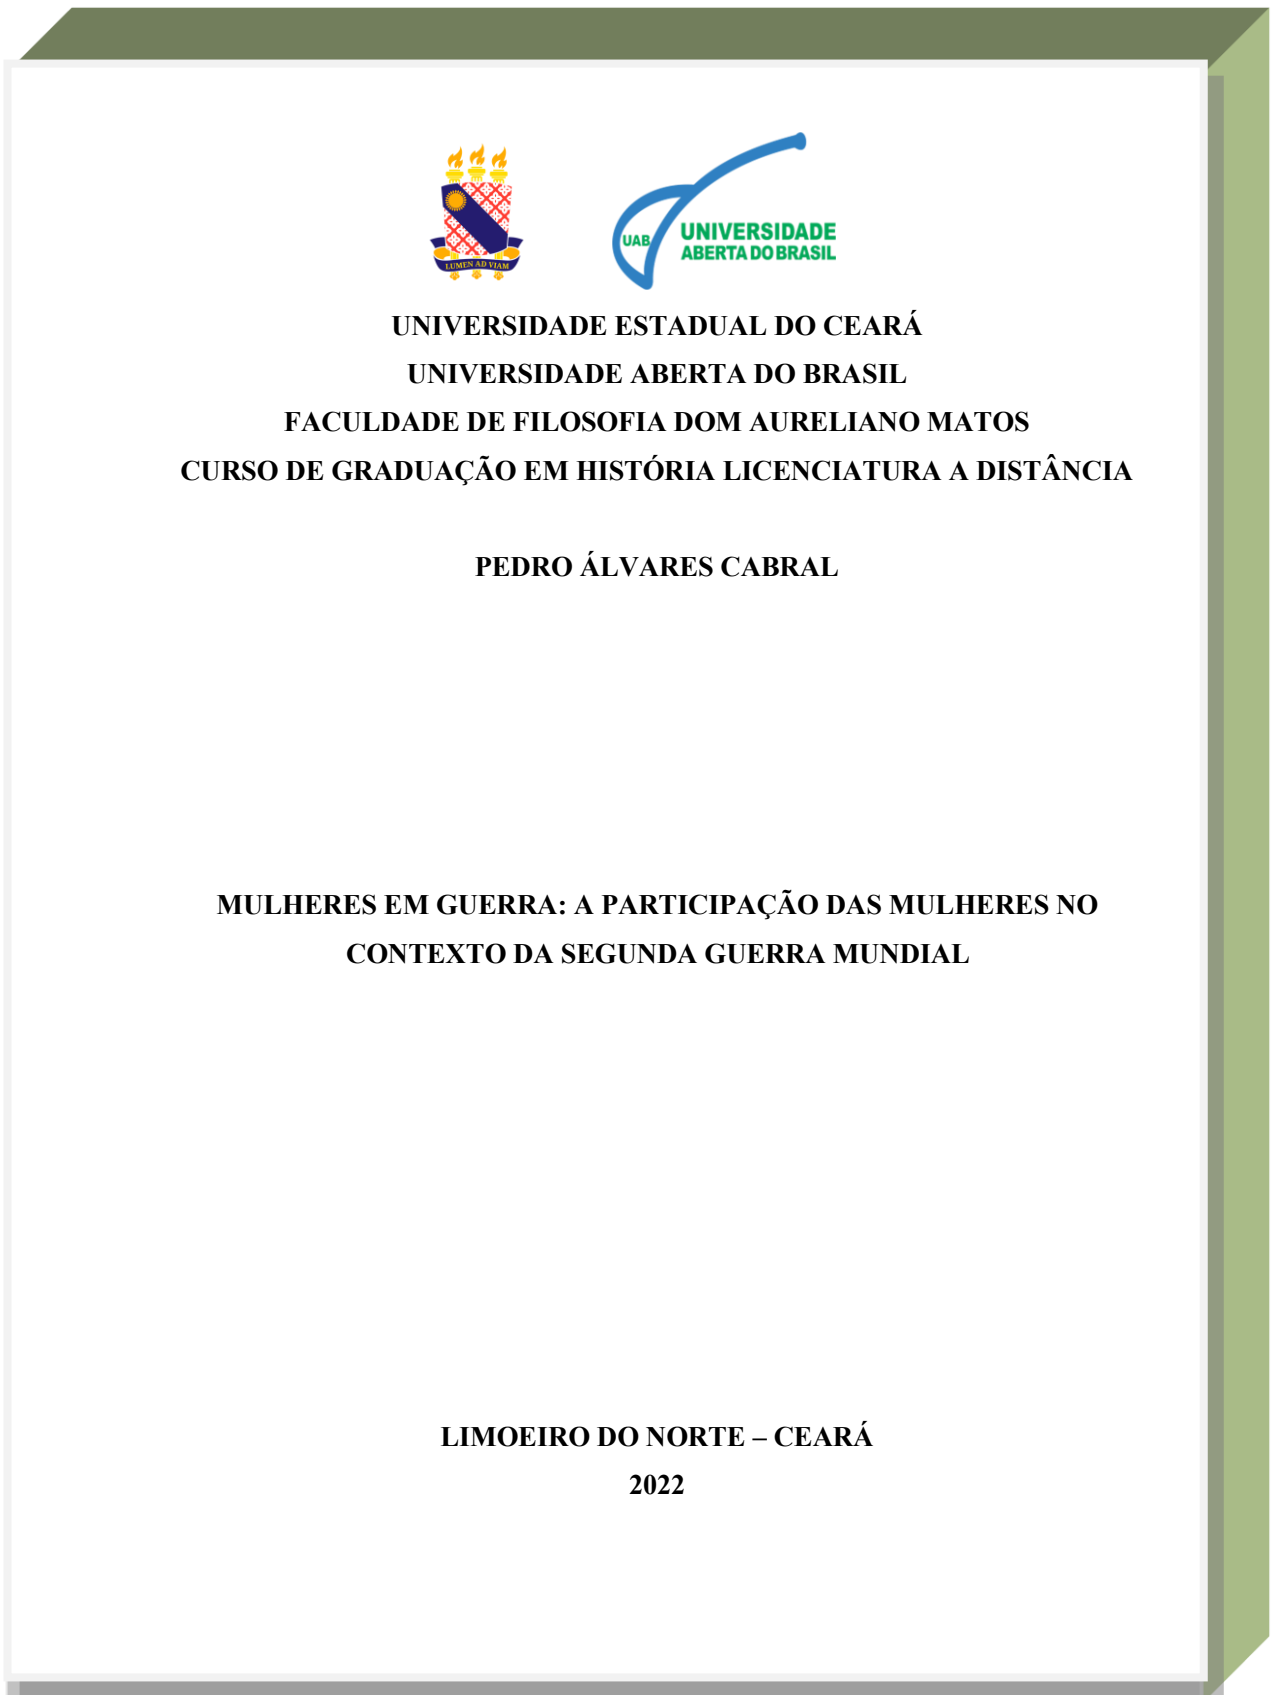 LUMEN AD VIAM
UAB
UNIVERSIDADE
ABERTA DO BRASIL
UNIVERSIDADE ESTADUAL DO CEARÁ
UNIVERSIDADE ABERTA DO BRASIL
FACULDADE DE FILOSOFIA DOM AURELIANO MATOS
CURSO DE GRADUAÇÃO EM HISTÓRIA LICENCIATURA A DISTÂNCIA
PEDRO ÁLVARES CABRAL
MULHERES EM GUERRA: A PARTICIPAÇÃO DAS MULHERES NO
CONTEXTO DA SEGUNDA GUERRA MUNDIAL
LIMOEIRO DO NORTE – CEARÁ
2022